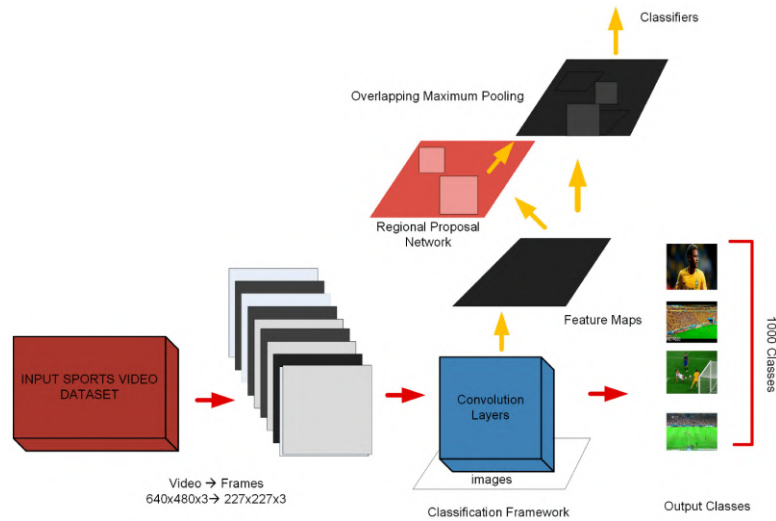 Classifiers
Overlapping Maximum Pooling
Regional Proposal
Network
Feature Maps
INPUT SPORTS VIDEO
DATASET
Convolution
Layers
images
1000 Classes
Video → Frames
640x480x3→ 227x227x3
Classification Framework
Output Classes